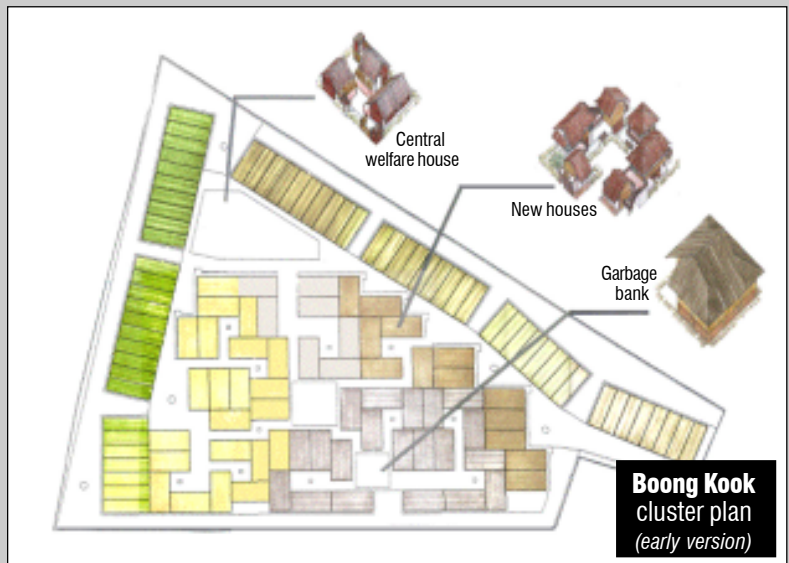 Central
welfare house
New houses
Garbage
bank
Boong Kook
cluster plan
(early version)